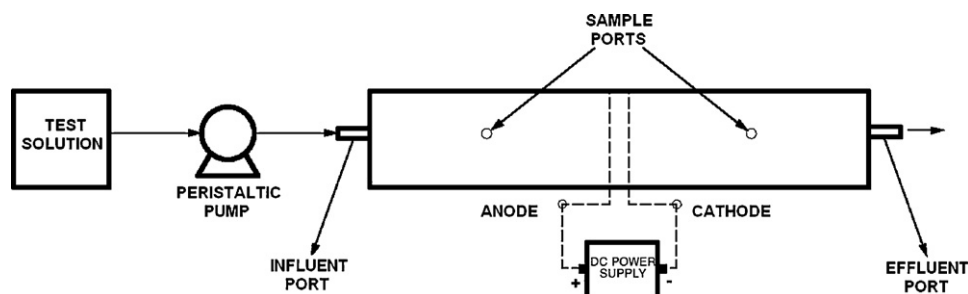 SAMPLE
PORTS
TEST
SOLUTION
PERISTALTIC
PUMP
ANODE
CATHODE
INFLUENT
PORT
DC POWER
SUPPLY
+ -
EFFLUENT
PORT